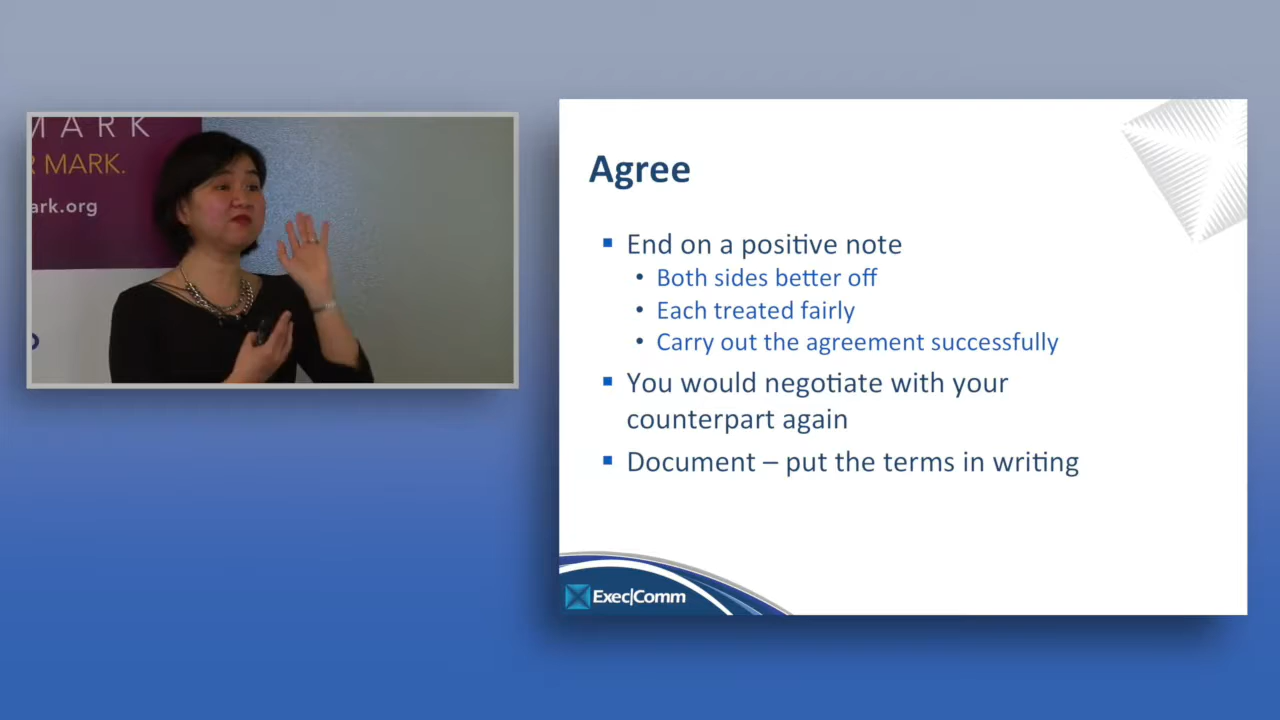 MARK
R MARK.
ark.org
Agree
▪ End on a positive note
• Both sides better off
• Each treated fairly
• Carry out the agreement successfully
▪ You would negotiate with your
counterpart again
▪ Document – put the terms in writing
Exec|Comm